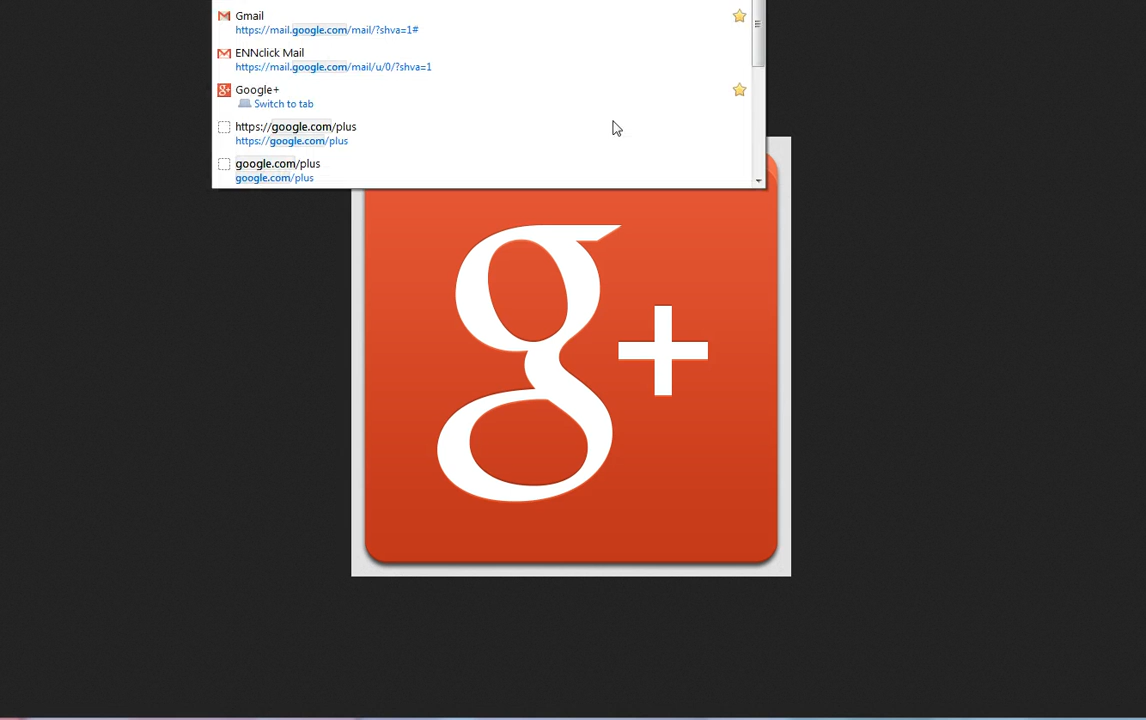 Gmail
https://mail.google.com/mail/?shva=1#
ENNclick Mail
https://mail.google.com/mail/u/0/?shva=1
Google+
Switch to tab
https://google.com/plus
https://google.com/plus
google.com/plus
google.com/plus
g+